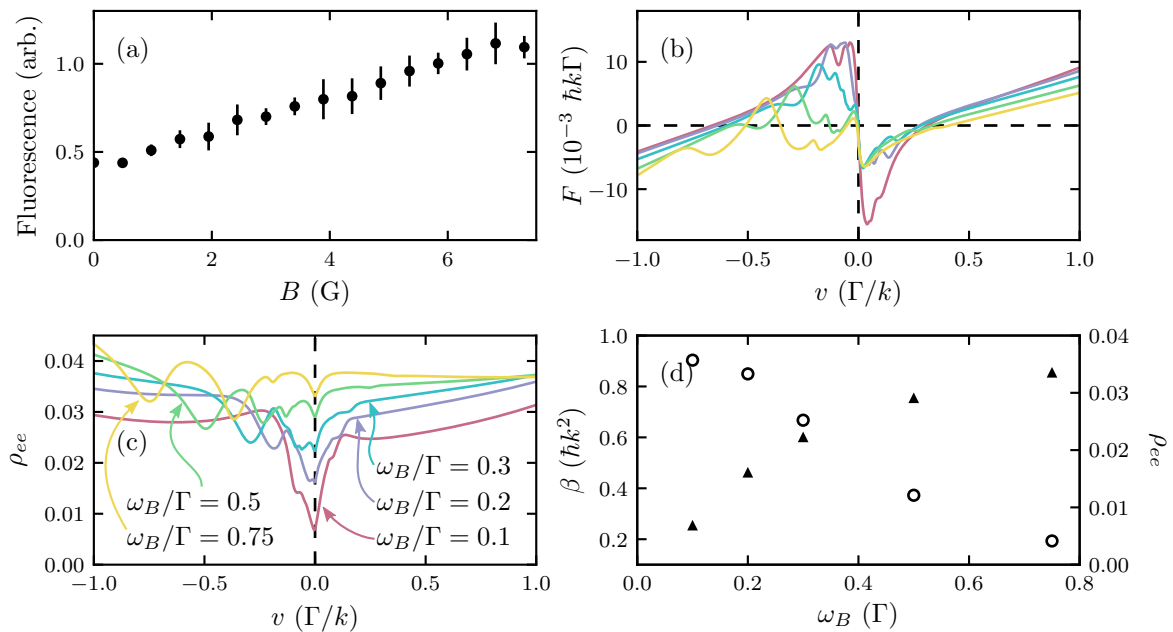 (a)
Fluorescence (arb.)
1.0
0.5
0.0
0 2 4 6
B (G)
(b)
F (10⁻³ ħkΓ)
10
0
−10
−1.0 −0.5 0.0 0.5 1.0
v (Γ/k)
(c)
ρee
0.04
0.03
0.02
0.01
0.00
ωB/Γ = 0.3
ωB/Γ = 0.5
ωB/Γ = 0.2
ωB/Γ = 0.75
ωB/Γ = 0.1
−1.0 −0.5 0.0 0.5 1.0
v (Γ/k)
(d)
β (ħk²)
1.0
0.8
0.6
0.4
0.2
0.04
0.03
0.02
0.01
0.00
ρee
0.0 0.2 0.4 0.6 0.8
ωB (Γ)